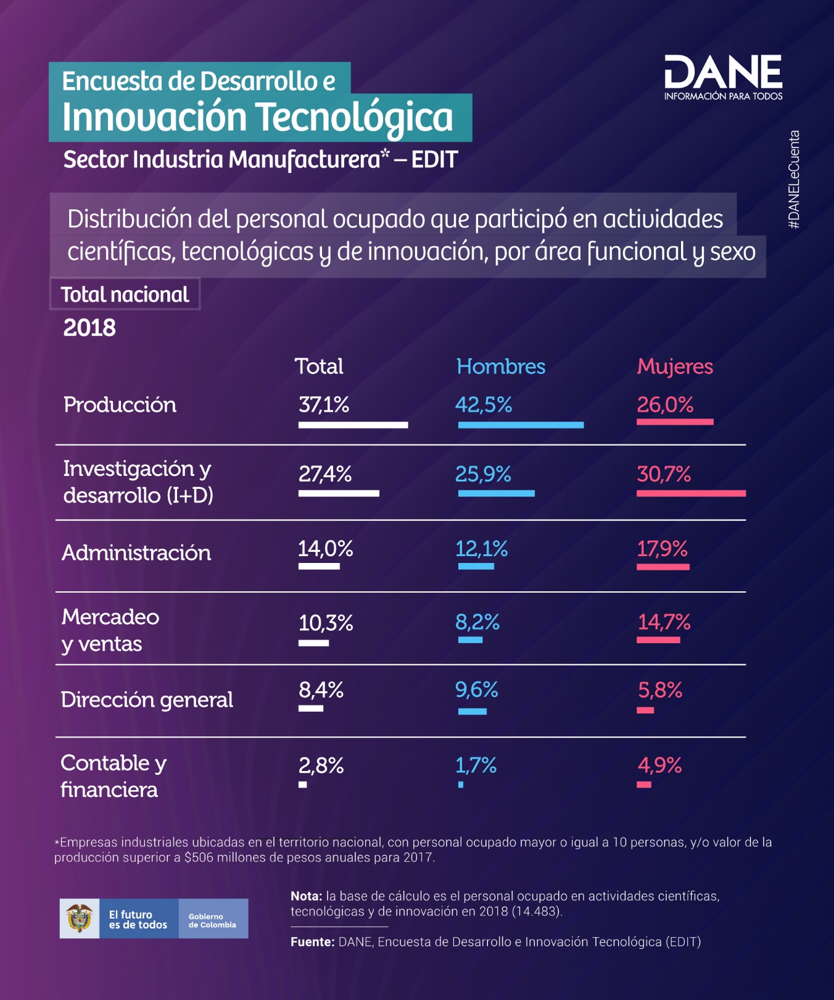 DANE
INFORMACIÓN PARA TODOS
#DANELeCuenta
Encuesta de Desarrollo e
Innovación Tecnológica
Sector Industria Manufacturera* – EDIT
Distribución del personal ocupado que participó en actividades
científicas, tecnológicas y de innovación, por área funcional y sexo
Total nacional
2018
Total Hombres Mujeres
Producción 37,1% 42,5% 26,0%
Investigación y
desarrollo (I+D) 27,4% 25,9% 30,7%
Administración 14,0% 12,1% 17,9%
Mercadeo
y ventas 10,3% 8,2% 14,7%
Dirección general 8,4% 9,6% 5,8%
Contable y
financiera 2,8% 1,7% 4,9%
*Empresas industriales ubicadas en el territorio nacional, con personal ocupado mayor o igual a 10 personas, y/o valor de la
producción superior a $506 millones de pesos anuales para 2017.
El futuro
es de todos
Gobierno
de Colombia
Nota: la base de cálculo es el personal ocupado en actividades científicas,
tecnológicas y de innovación en 2018 (14.483).
Fuente: DANE, Encuesta de Desarrollo e Innovación Tecnológica (EDIT)